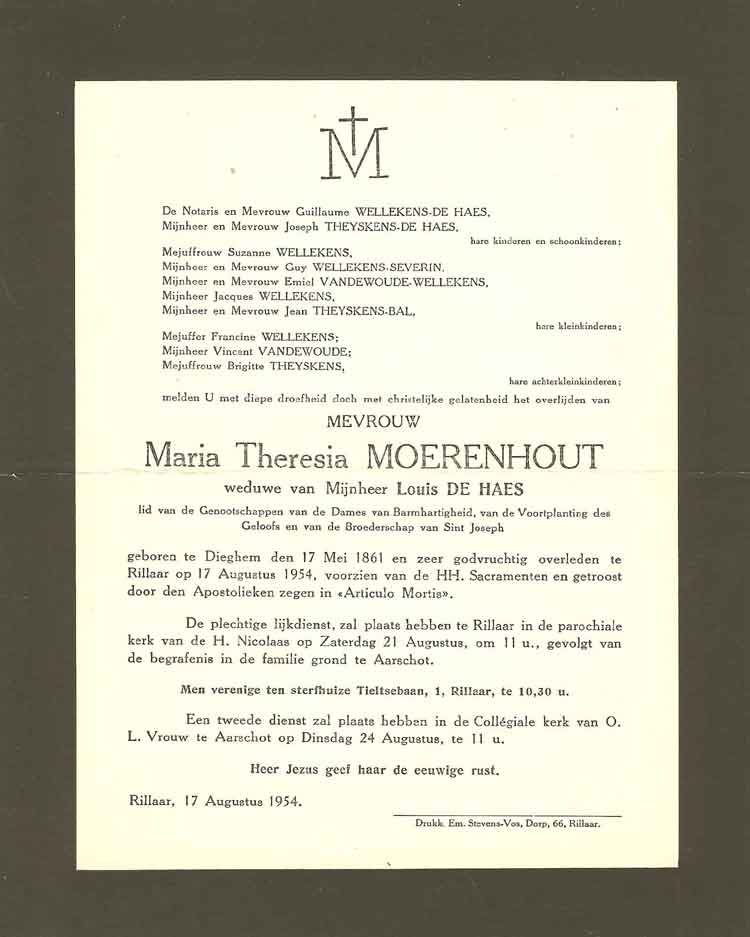 M
De Notaris en Mevrouw Guillaume WELLEKENS-DE HAES,
Mijnheer en Mevrouw Joseph THEYSKENS-DE HAES,
hare kinderen en schoonkinderen;
Mejuffrouw Suzanne WELLEKENS,
Mijnheer en Mevrouw Guy WELLEKENS-SEVERIN,
Mijnheer en Mevrouw Emiel VANDEWOUDE-WELLEKENS,
Mijnheer Jacques WELLEKENS,
Mijnheer en Mevrouw Jean THEYSKENS-BAL,
hare kleinkinderen;
Mejuffer Francine WELLEKENS;
Mijnheer Vincent VANDEWOUDE;
Mejuffrouw Brigitte THEYSKENS,
hare achterkleinkinderen;
melden U met diepe droefheid doch met christelijke gelatenheid het overlijden van
MEVROUW
Maria Theresia MOERENHOUT
weduwe van Mijnheer Louis DE HAES
lid van de Genootschappen van de Dames van Barmhartigheid, van de Voortplanting des
Geloofs en van de Broederschap van Sint Joseph
geboren te Dieghem den 17 Mei 1861 en zeer godvruchtig overleden te
Rillaar op 17 Augustus 1954, voorzien van de HH. Sacramenten en getroost
door den Apostolieken zegen in «Articulo Mortis».
De plechtige lijkdienst, zal plaats hebben te Rillaar in de parochiale
kerk van de H. Nicolaas op Zaterdag 21 Augustus, om 11 u., gevolgt van
de begrafenis in de familie grond te Aarschot.
Men verenige ten sterfhuize Tieltsebaan, 1, Rillaar, te 10,30 u.
Een tweede dienst zal plaats hebben in de Collégiale kerk van O.
L. Vrouw te Aarschot op Dinsdag 24 Augustus, te 11 u.
Heer Jezus geef haar de eeuwige rust.
Rillaar, 17 Augustus 1954.
Drukk. Em. Stevens-Vos, Dorp, 66, Rillaar.